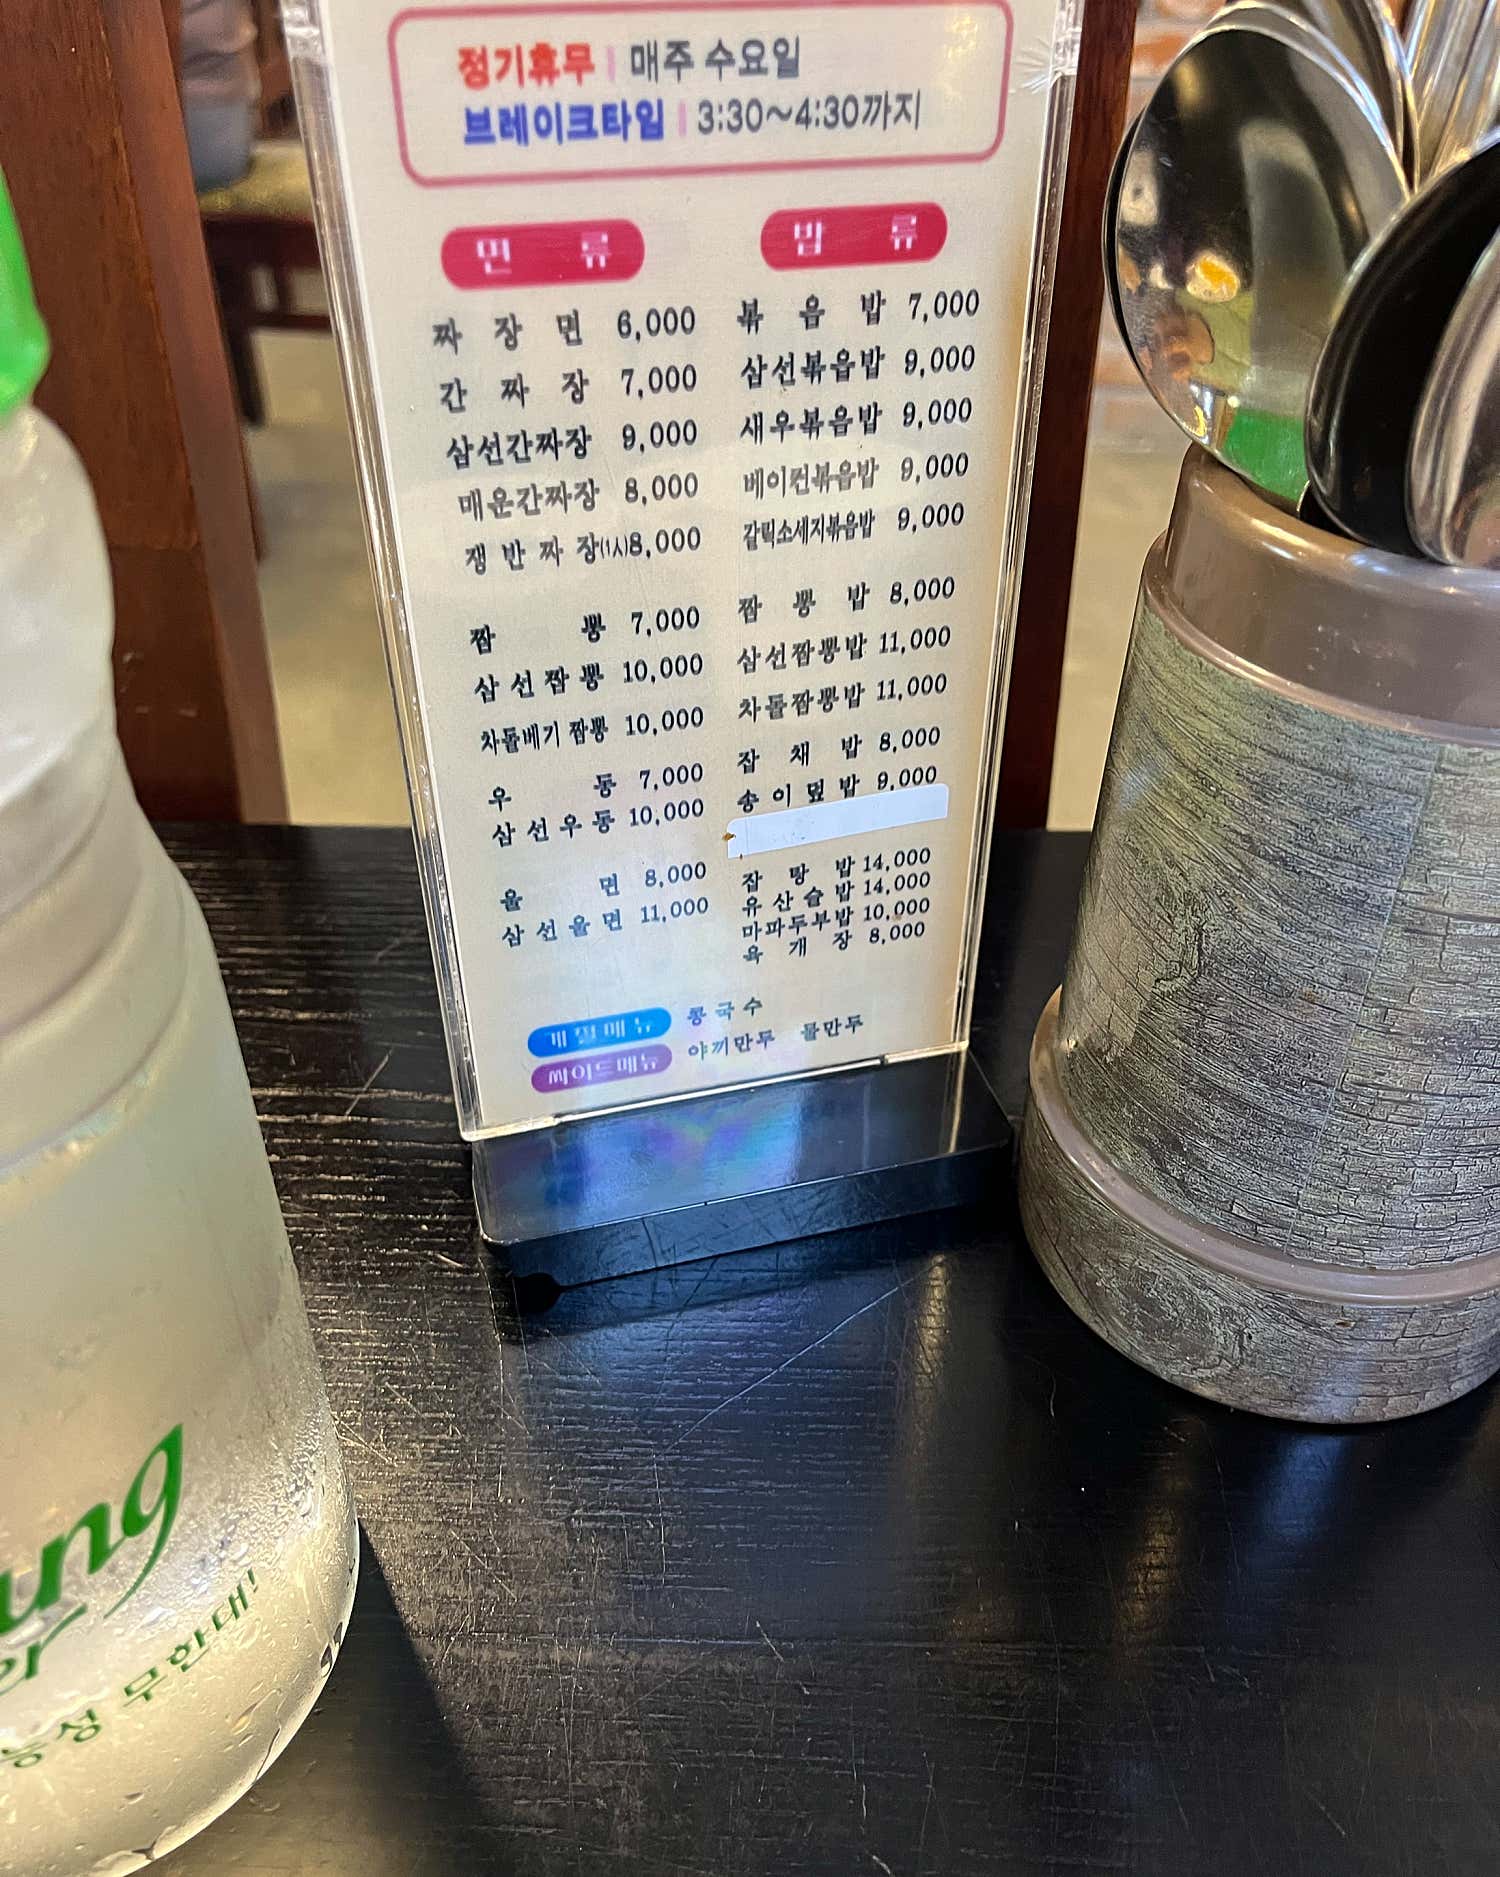 정기휴무 | 매주 수요일
브레이크타임 | 3:30~4:30까지
면 류
짜 장 면 6,000
간 짜 장 7,000
삼선간짜장 9,000
매운간짜장 8,000
쟁 반 짜 장(1人)8,000
짬 뽕 7,000
삼 선 짬 뽕 10,000
차돌베기 짬뽕 10,000
우 동 7,000
삼 선 우 동 10,000
울 면 8,000
삼 선 울 면 11,000
밥 류
볶 음 밥 7,000
삼선볶음밥 9,000
새우볶음밥 9,000
베이컨볶음밥 9,000
갈릭소세지볶음밥 9,000
짬 뽕 밥 8,000
삼선짬뽕밥 11,000
차돌짬뽕밥 11,000
잡 채 밥 8,000
송 이 덮 밥 9,000
잡 탕 밥 14,000
유 산 슬 밥 14,000
마파두부밥 10,000
육 개 장 8,000
계절메뉴 콩국수
싸이드메뉴 야끼만두 물만두
ung
능성 무한대!